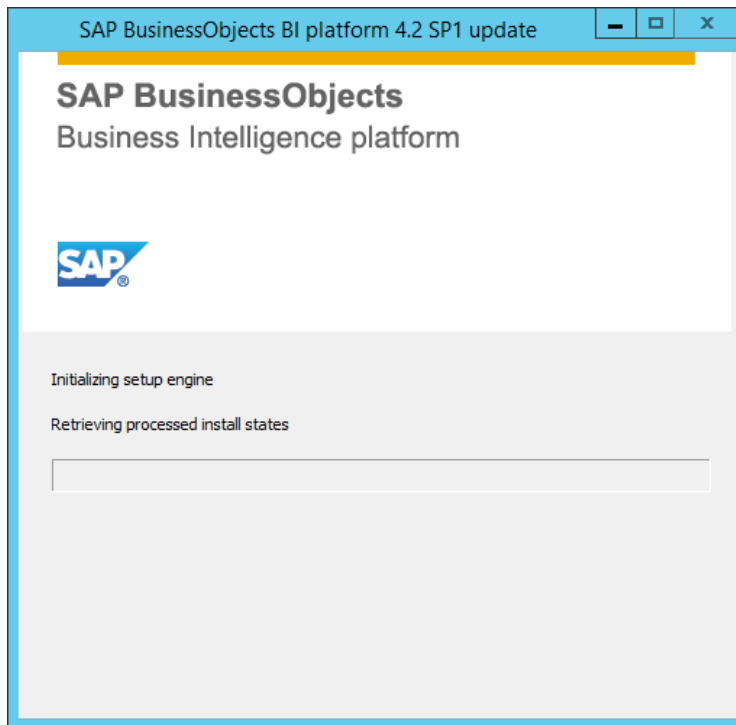 SAP BusinessObjects BI platform 4.2 SP1 update
SAP BusinessObjects
Business Intelligence platform
SAP®
Initializing setup engine
Retrieving processed install states